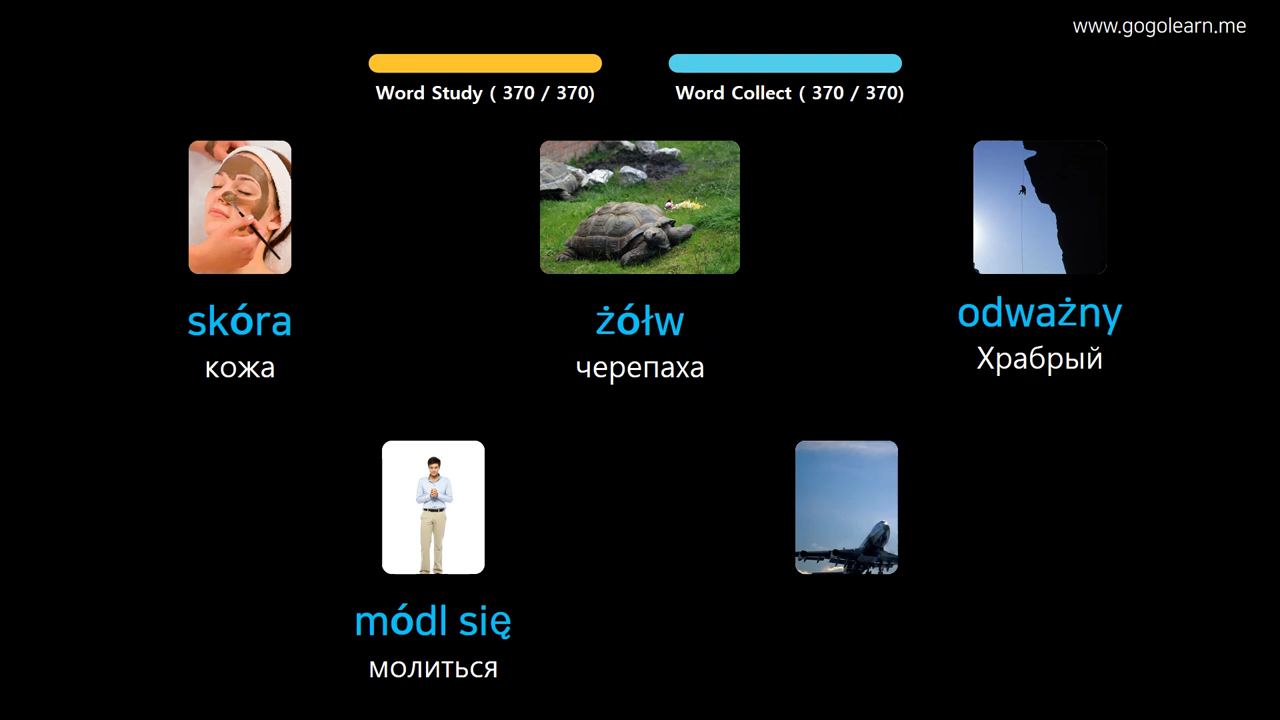 www.gogolearn.me
Word Study ( 370 / 370)
Word Collect ( 370 / 370)
skóra
кожа
żółw
черепаха
odważny
Храбрый
módl się
молиться